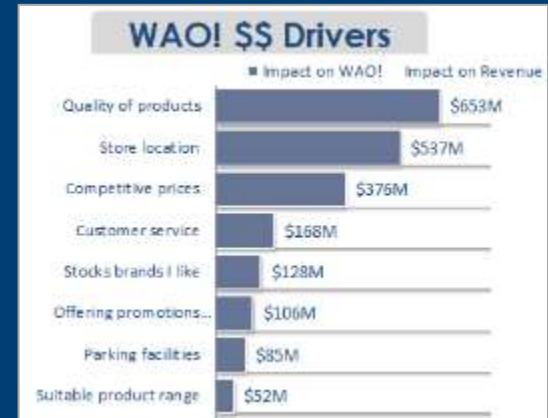 WAO! $$ Drivers
Impact on WAO! Impact on Revenue
Quality of products $653M
Store location $537M
Competitive prices $376M
Customer service $168M
Stocks brands I like $128M
Offering promotions... $106M
Parking facilities $85M
Suitable product range $52M